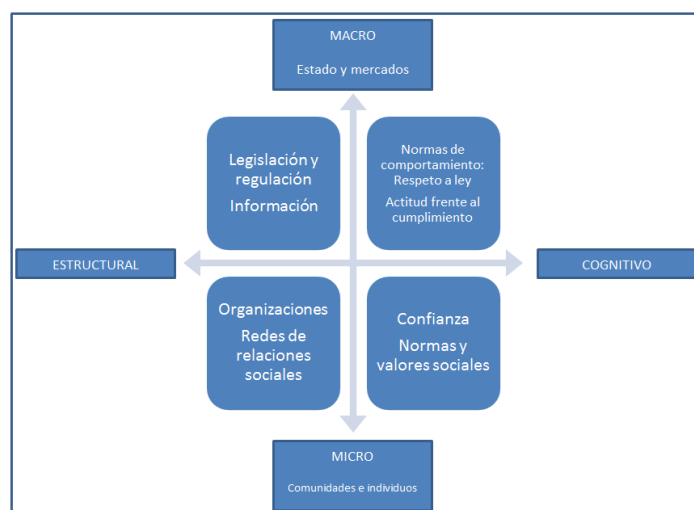 MACRO
Estado y mercados
Legislación y
regulación
Información
Normas de
comportamiento:
Respeto a ley
Actitud frente al
cumplimiento
ESTRUCTURAL
COGNITIVO
Organizaciones
Redes de
relaciones
sociales
Confianza
Normas y
valores sociales
MICRO
Comunidades e individuos